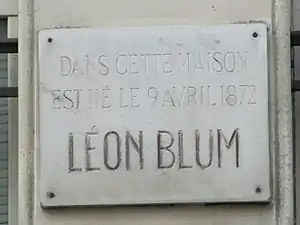 DANS CETTE MAISON
EST NÉ LE 9 AVRIL 1872
LÉON BLUM